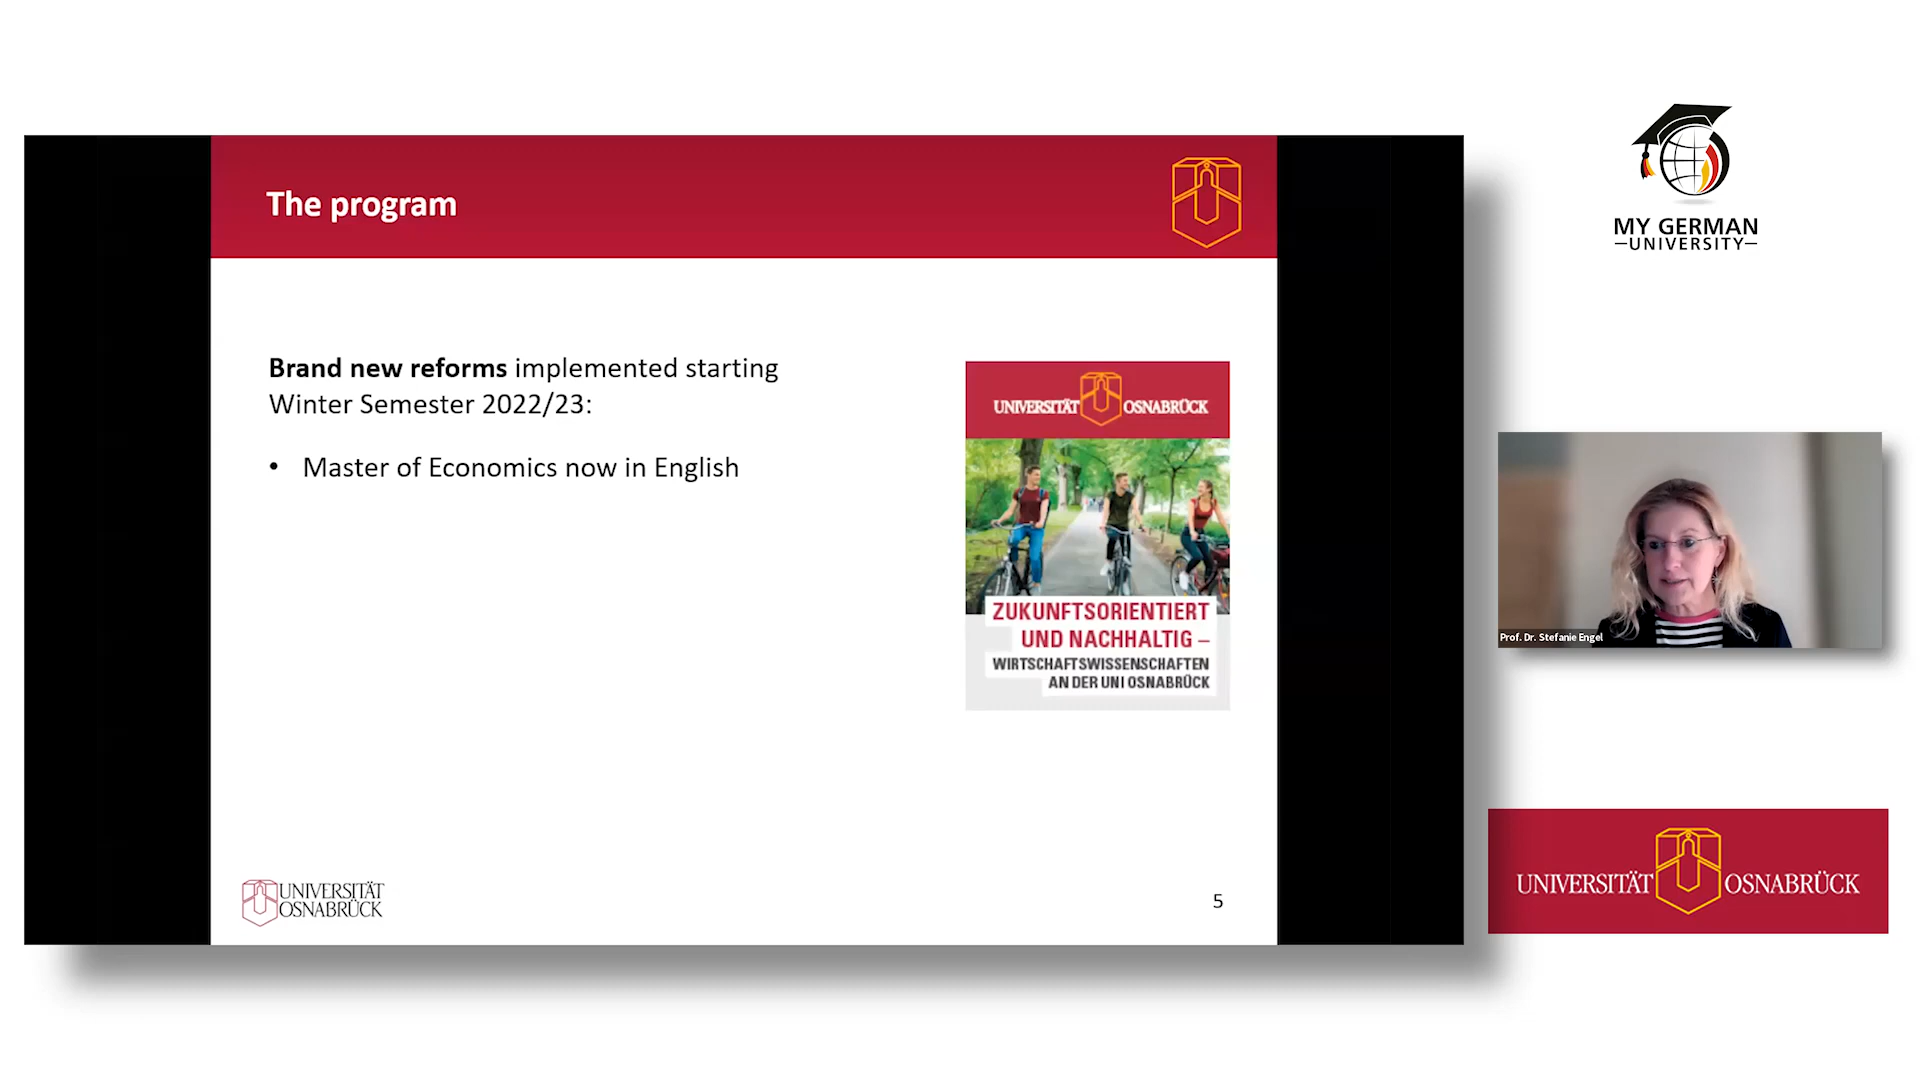 The program
Brand new reforms implemented starting
Winter Semester 2022/23:
• Master of Economics now in English
UNIVERSITÄT OSNABRÜCK
ZUKUNFTSORIENTIERT
UND NACHHALTIG –
WIRTSCHAFTSWISSENSCHAFTEN
AN DER UNI OSNABRÜCK
UNIVERSITÄT
OSNABRÜCK
5
MY GERMAN
UNIVERSITY
Prof. Dr. Stefanie Engel
UNIVERSITÄT OSNABRÜCK